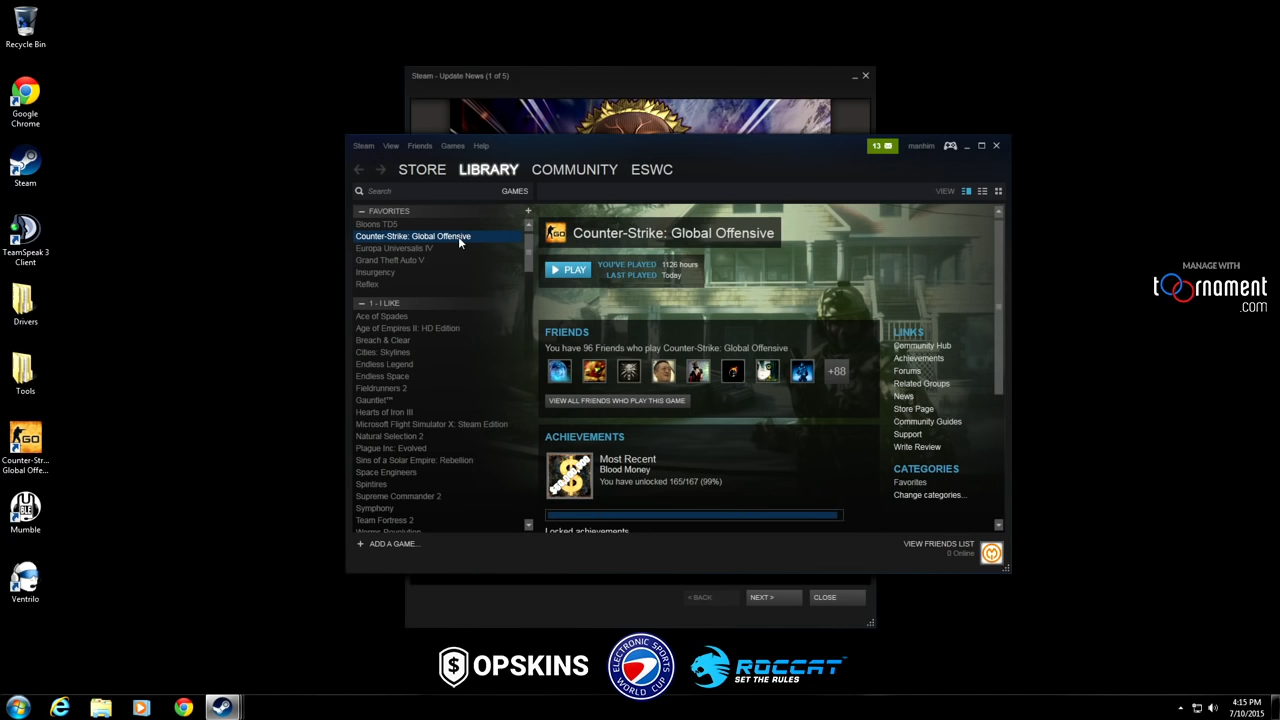 Recycle Bin
Google
Chrome
Steam
TeamSpeak 3
Client
Drivers
Tools
GO
Counter-Str...
Global Offe...
Mumble
Ventrilo
Steam - Update News (1 of 5)
Steam View Friends Games Help
13
manhim
STORE LIBRARY COMMUNITY ESWC
Search
GAMES
VIEW
FAVORITES
Bloons TD5
Counter-Strike: Global Offensive
Europa Universalis IV
Grand Theft Auto V
Insurgency
Reflex
1 - I LIKE
Ace of Spades
Age of Empires II: HD Edition
Breach & Clear
Cities: Skylines
Endless Legend
Endless Space
Fieldrunners 2
Gauntlet™
Hearts of Iron III
Microsoft Flight Simulator X: Steam Edition
Natural Selection 2
Plague Inc: Evolved
Sins of a Solar Empire: Rebellion
Space Engineers
Spintires
Supreme Commander 2
Symphony
Team Fortress 2
+ ADD A GAME...
GO
Counter-Strike: Global Offensive
PLAY
YOU'VE PLAYED 1126 hours
LAST PLAYED Today
FRIENDS
You have 96 Friends who play Counter-Strike: Global Offensive
+88
VIEW ALL FRIENDS WHO PLAY THIS GAME
ACHIEVEMENTS
Most Recent
Blood Money
You have unlocked 165/167 (99%)
Locked achievements
LINKS
Community Hub
Achievements
Forums
Related Groups
News
Store Page
Community Guides
Support
Write Review
CATEGORIES
Favorites
Change categories...
VIEW FRIENDS LIST
0 Online
< BACK
NEXT >
CLOSE
MANAGE WITH
toornament
.com
OPSKINS
ELECTRONIC SPORTS
WORLD CUP
ROCCAT
SET THE RULES
4:15 PM
7/10/2015